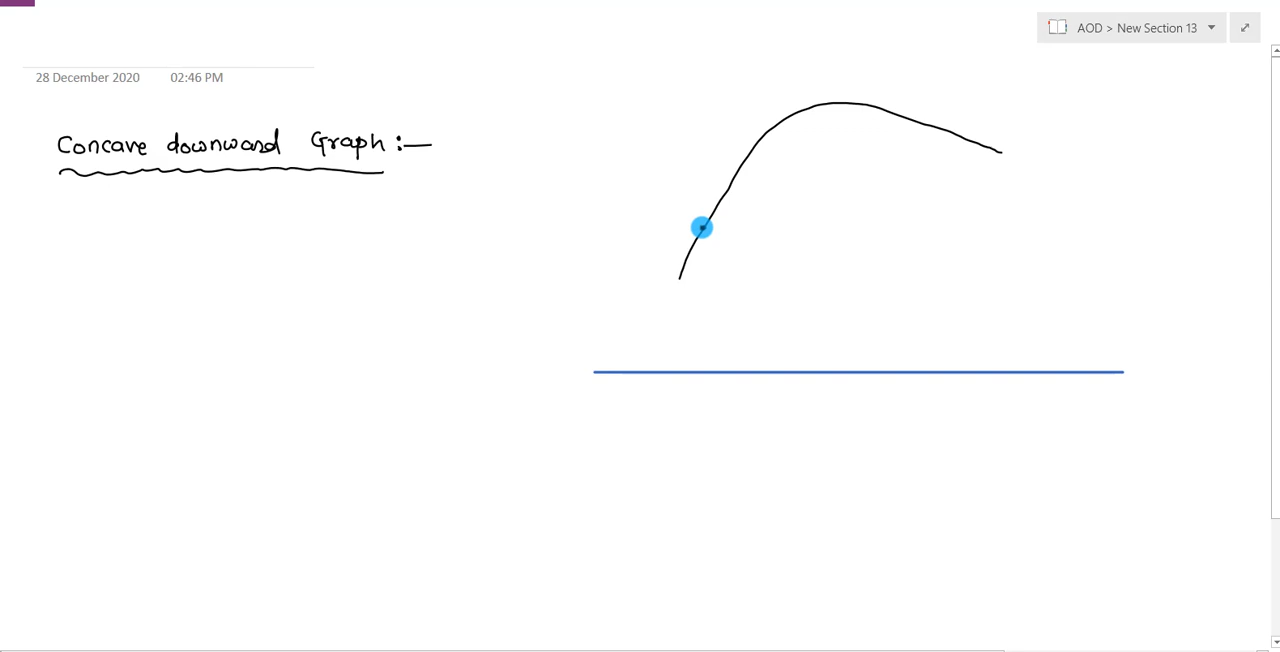 AOD > New Section 13
28 December 2020 02:46 PM
Concave downward Graph :—